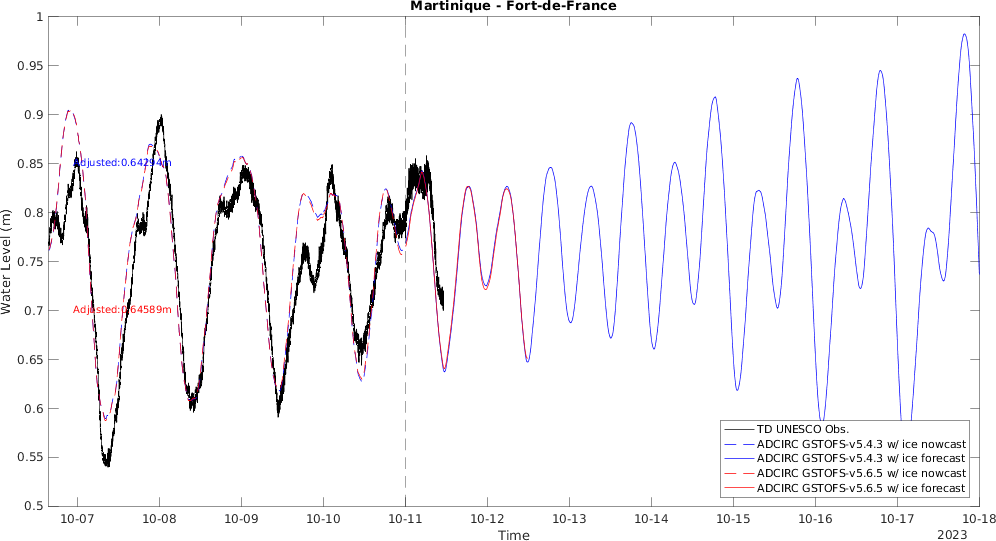 Martinique - Fort-de-France
1
0.95
0.9
0.85
0.8
0.75
0.7
0.65
0.6
0.55
0.5
Water Level (m)
Adjusted:0.64294m
Adjusted:0.64589m
TD UNESCO Obs.
ADCIRC GSTOFS-v5.4.3 w/ ice nowcast
ADCIRC GSTOFS-v5.4.3 w/ ice forecast
ADCIRC GSTOFS-v5.6.5 w/ ice nowcast
ADCIRC GSTOFS-v5.6.5 w/ ice forecast
10-07 10-08 10-09 10-10 10-11 10-12 10-13 10-14 10-15 10-16 10-17 10-18
Time
2023